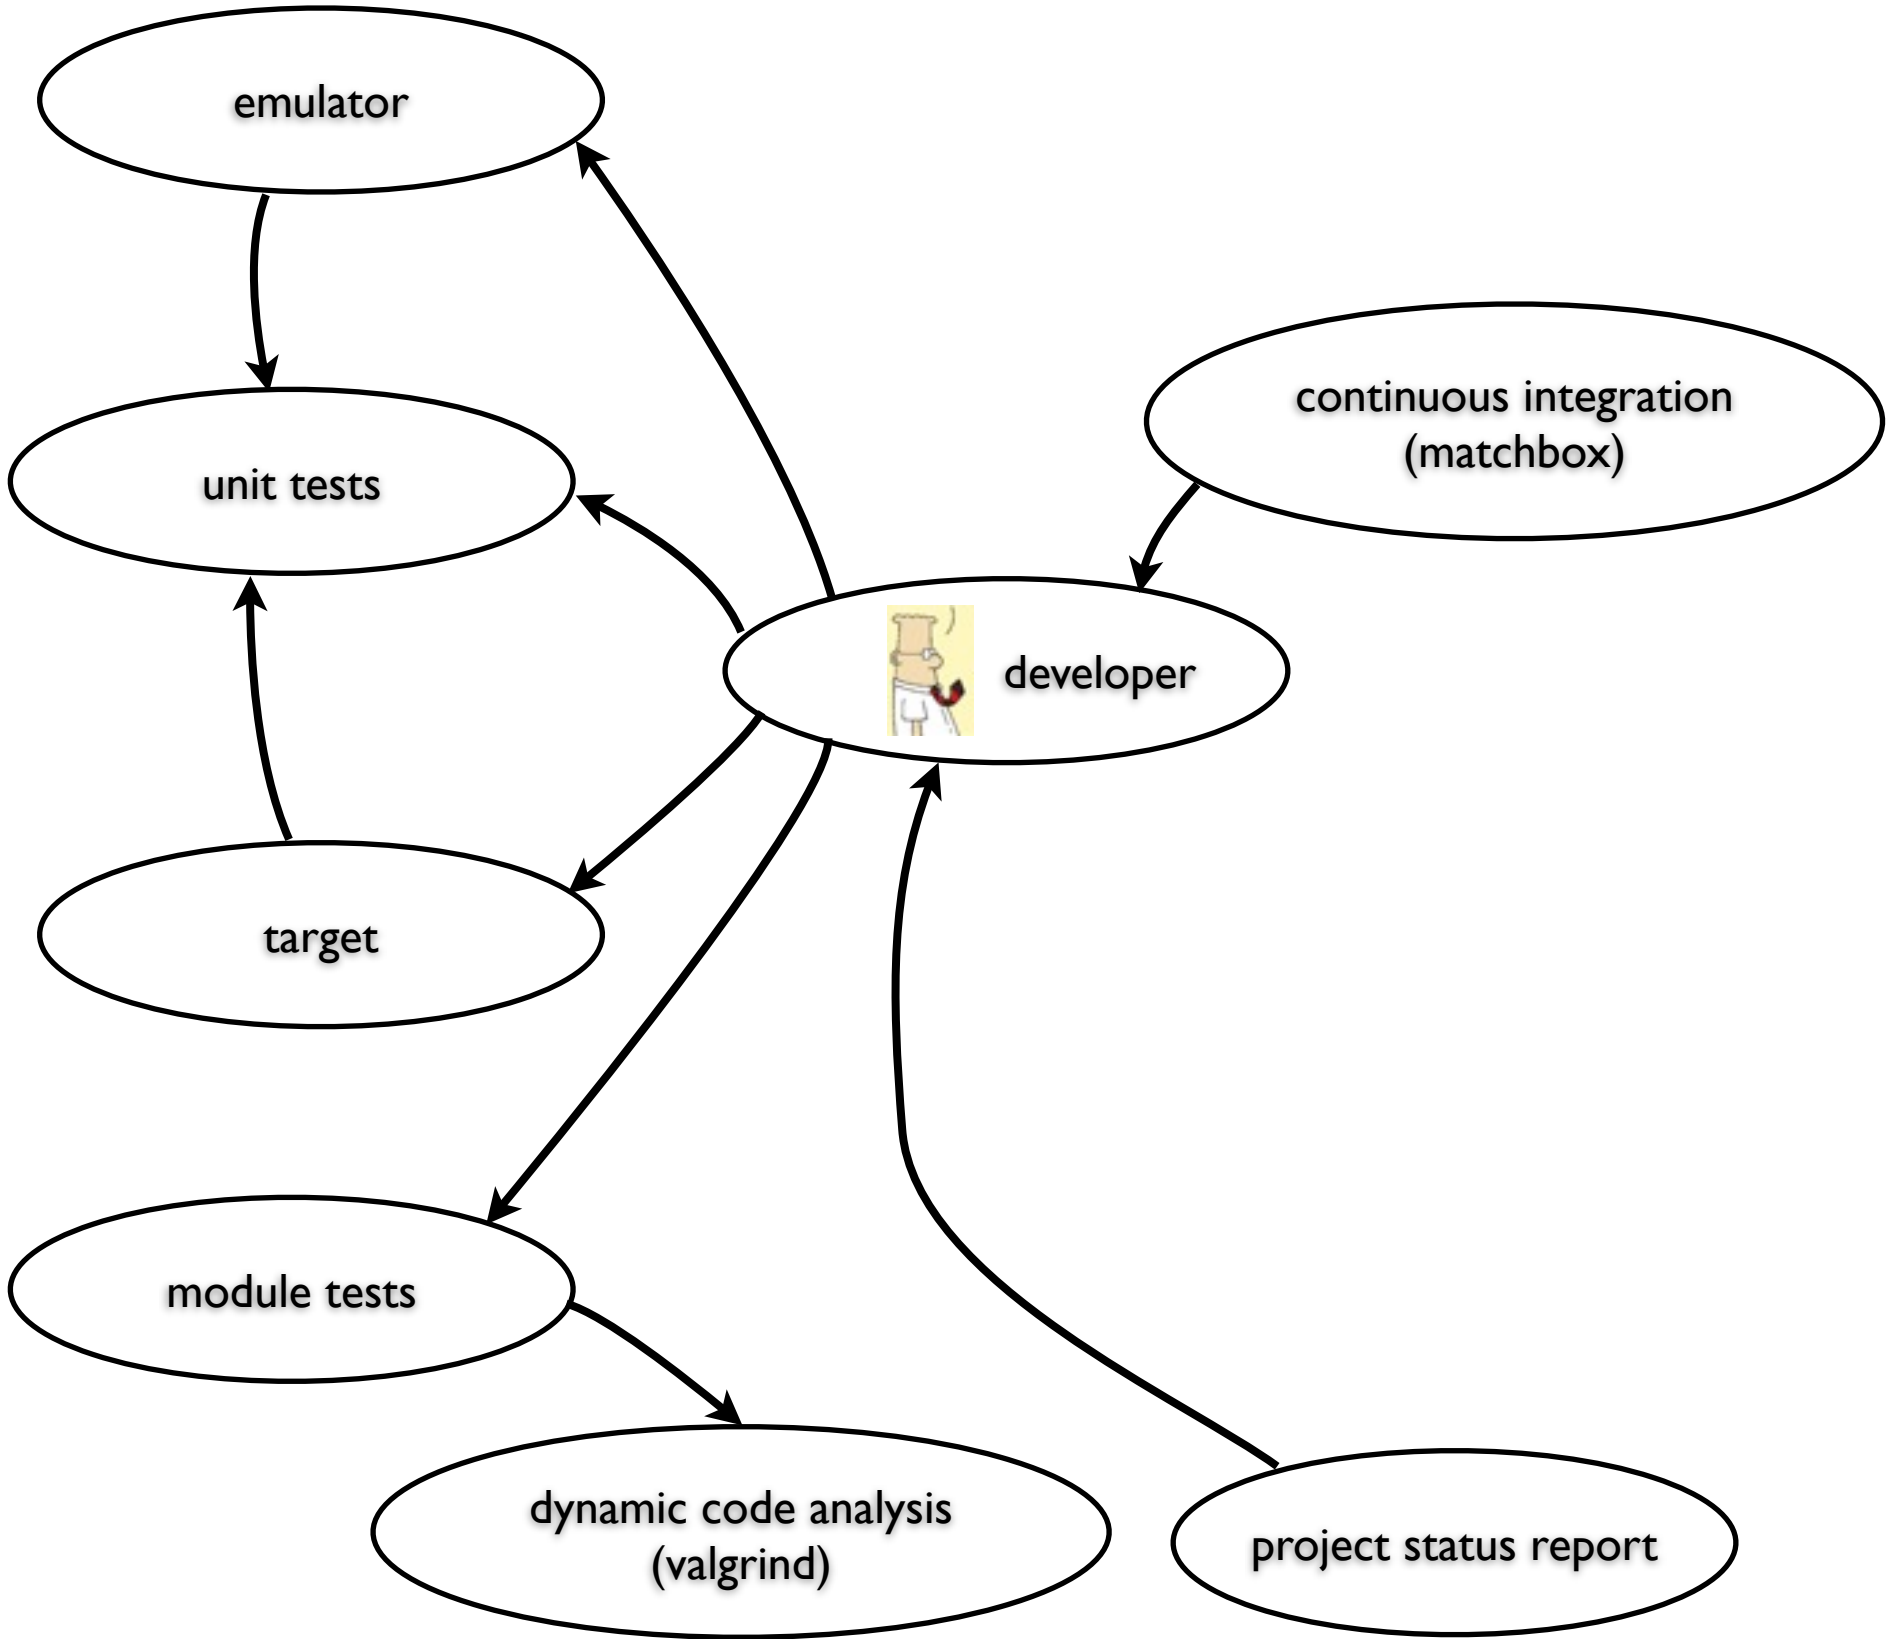 emulator
continuous integration
(matchbox)
unit tests
developer
target
module tests
dynamic code analysis
(valgrind)
project status report